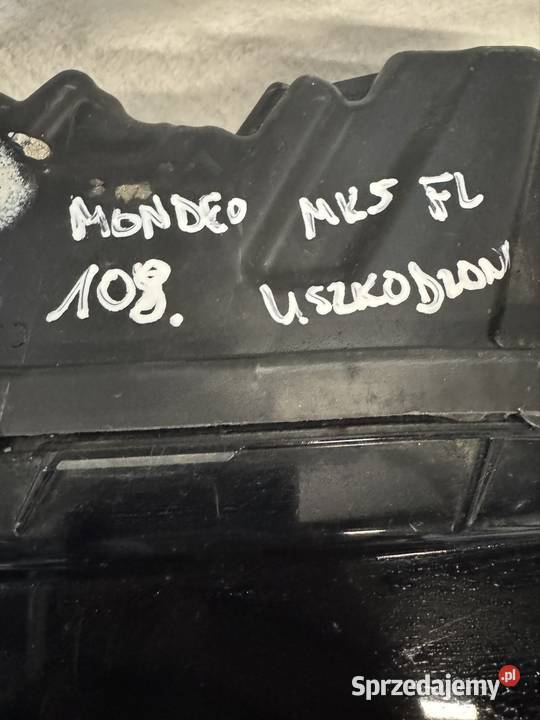 MONDEO MK5 FL
108. USZKODZON
Sprzedajemy.pl